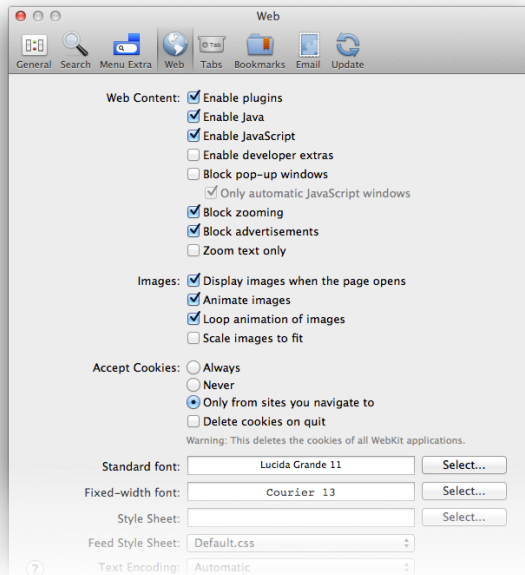 Web
Tab
General Search Menu Extra Web Tabs Bookmarks Email Update
Web Content: Enable plugins
Enable Java
Enable JavaScript
Enable developer extras
Block pop-up windows
Only automatic JavaScript windows
Block zooming
Block advertisements
Zoom text only
Images: Display images when the page opens
Animate images
Loop animation of images
Scale images to fit
Accept Cookies: Always
Never
Only from sites you navigate to
Delete cookies on quit
Warning: This deletes the cookies of all WebKit applications.
Standard font: Lucida Grande 11 Select...
Fixed-width font: Courier 13 Select...
Style Sheet: Select...
Feed Style Sheet: Default.css
? Text Encoding: Automatic